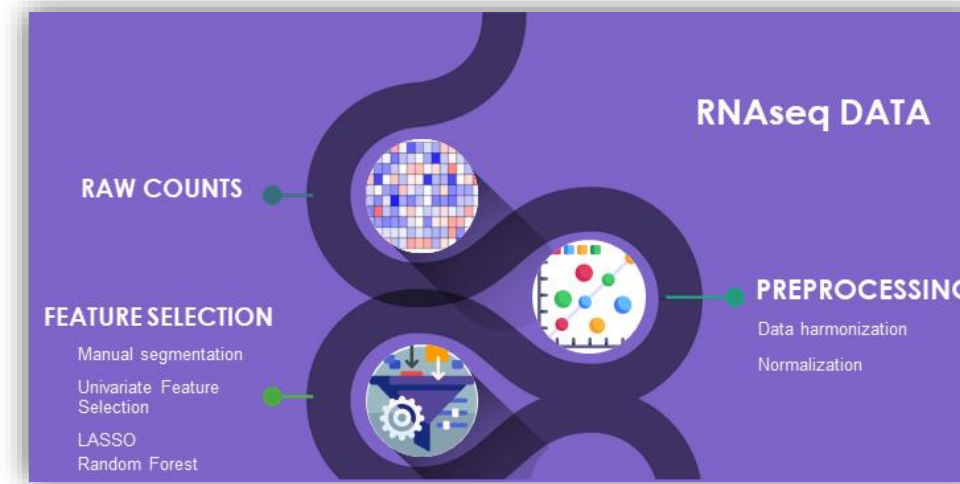 RNAseq DATA
RAW COUNTS
PREPROCESSING
Data harmonization
Normalization
FEATURE SELECTION
Manual segmentation
Univariate Feature
Selection
LASSO
Random Forest